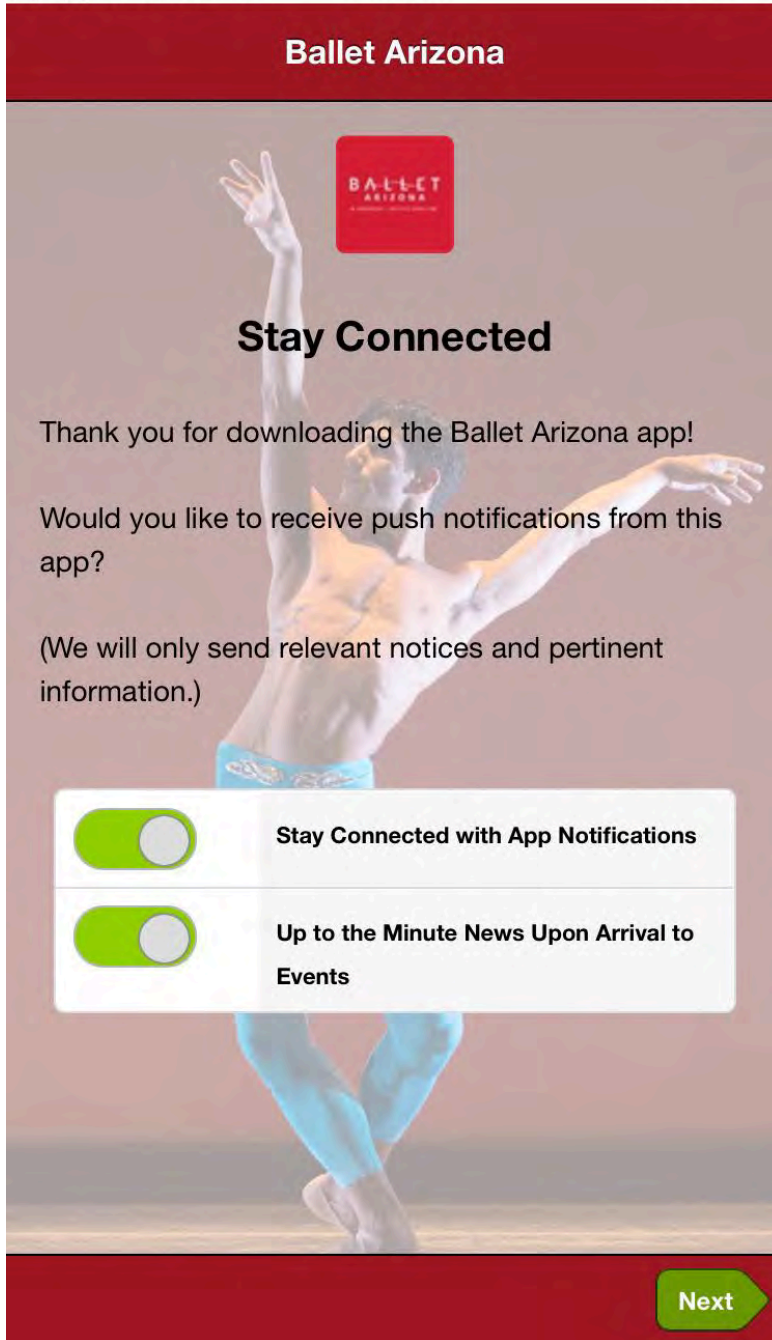 Ballet Arizona
BALLET
ARIZONA
Stay Connected
Thank you for downloading the Ballet Arizona app!
Would you like to receive push notifications from this
app?
(We will only send relevant notices and pertinent
information.)
Stay Connected with App Notifications
Up to the Minute News Upon Arrival to
Events
Next